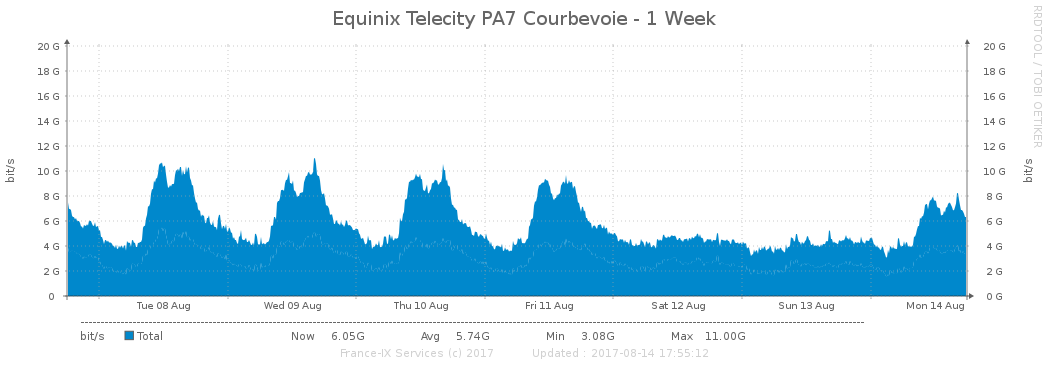 Equinix Telecity PA7 Courbevoie - 1 Week
RRDTOOL / TOBI OETIKER
bit/s
20 G
18 G
16 G
14 G
12 G
10 G
8 G
6 G
4 G
2 G
0
20 G
18 G
16 G
14 G
12 G
10 G
8 G
6 G
4 G
2 G
0 G
bit/s
Tue 08 Aug Wed 09 Aug Thu 10 Aug Fri 11 Aug Sat 12 Aug Sun 13 Aug Mon 14 Aug
bit/s Total Now 6.05G Avg 5.74G Min 3.08G Max 11.00G
France-IX Services (c) 2017 Updated : 2017-08-14 17:55:12